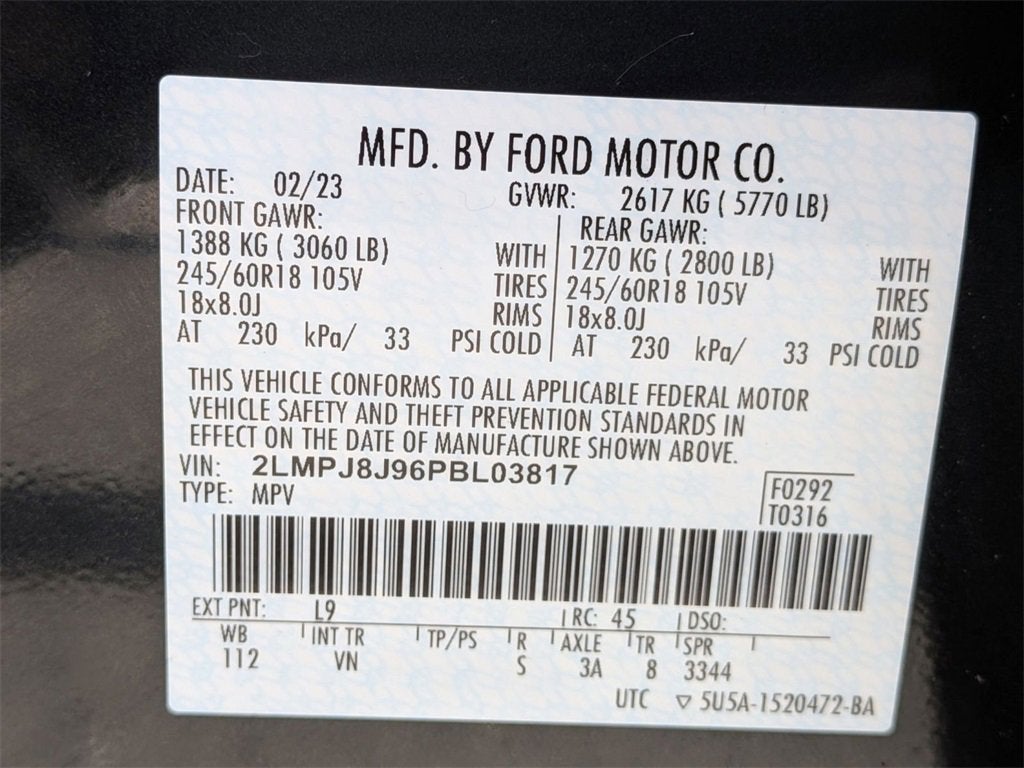 MFD. BY FORD MOTOR CO.
DATE: 02/23 GVWR: 2617 KG ( 5770 LB)
FRONT GAWR: REAR GAWR:
1388 KG ( 3060 LB) WITH 1270 KG ( 2800 LB) WITH
245/60R18 105V TIRES 245/60R18 105V TIRES
18x8.0J RIMS 18x8.0J RIMS
AT 230 kPa/ 33 PSI COLD AT 230 kPa/ 33 PSI COLD
THIS VEHICLE CONFORMS TO ALL APPLICABLE FEDERAL MOTOR
VEHICLE SAFETY AND THEFT PREVENTION STANDARDS IN
EFFECT ON THE DATE OF MANUFACTURE SHOWN ABOVE.
VIN: 2LMPJ8J96PBL03817
TYPE: MPV
F0292
T0316
EXT PNT: L9 RC: 45 DSO:
WB INT TR TP/PS R AXLE TR SPR
112 VN S 3A 8 3344
UTC ▽ 5U5A-1520472-BA